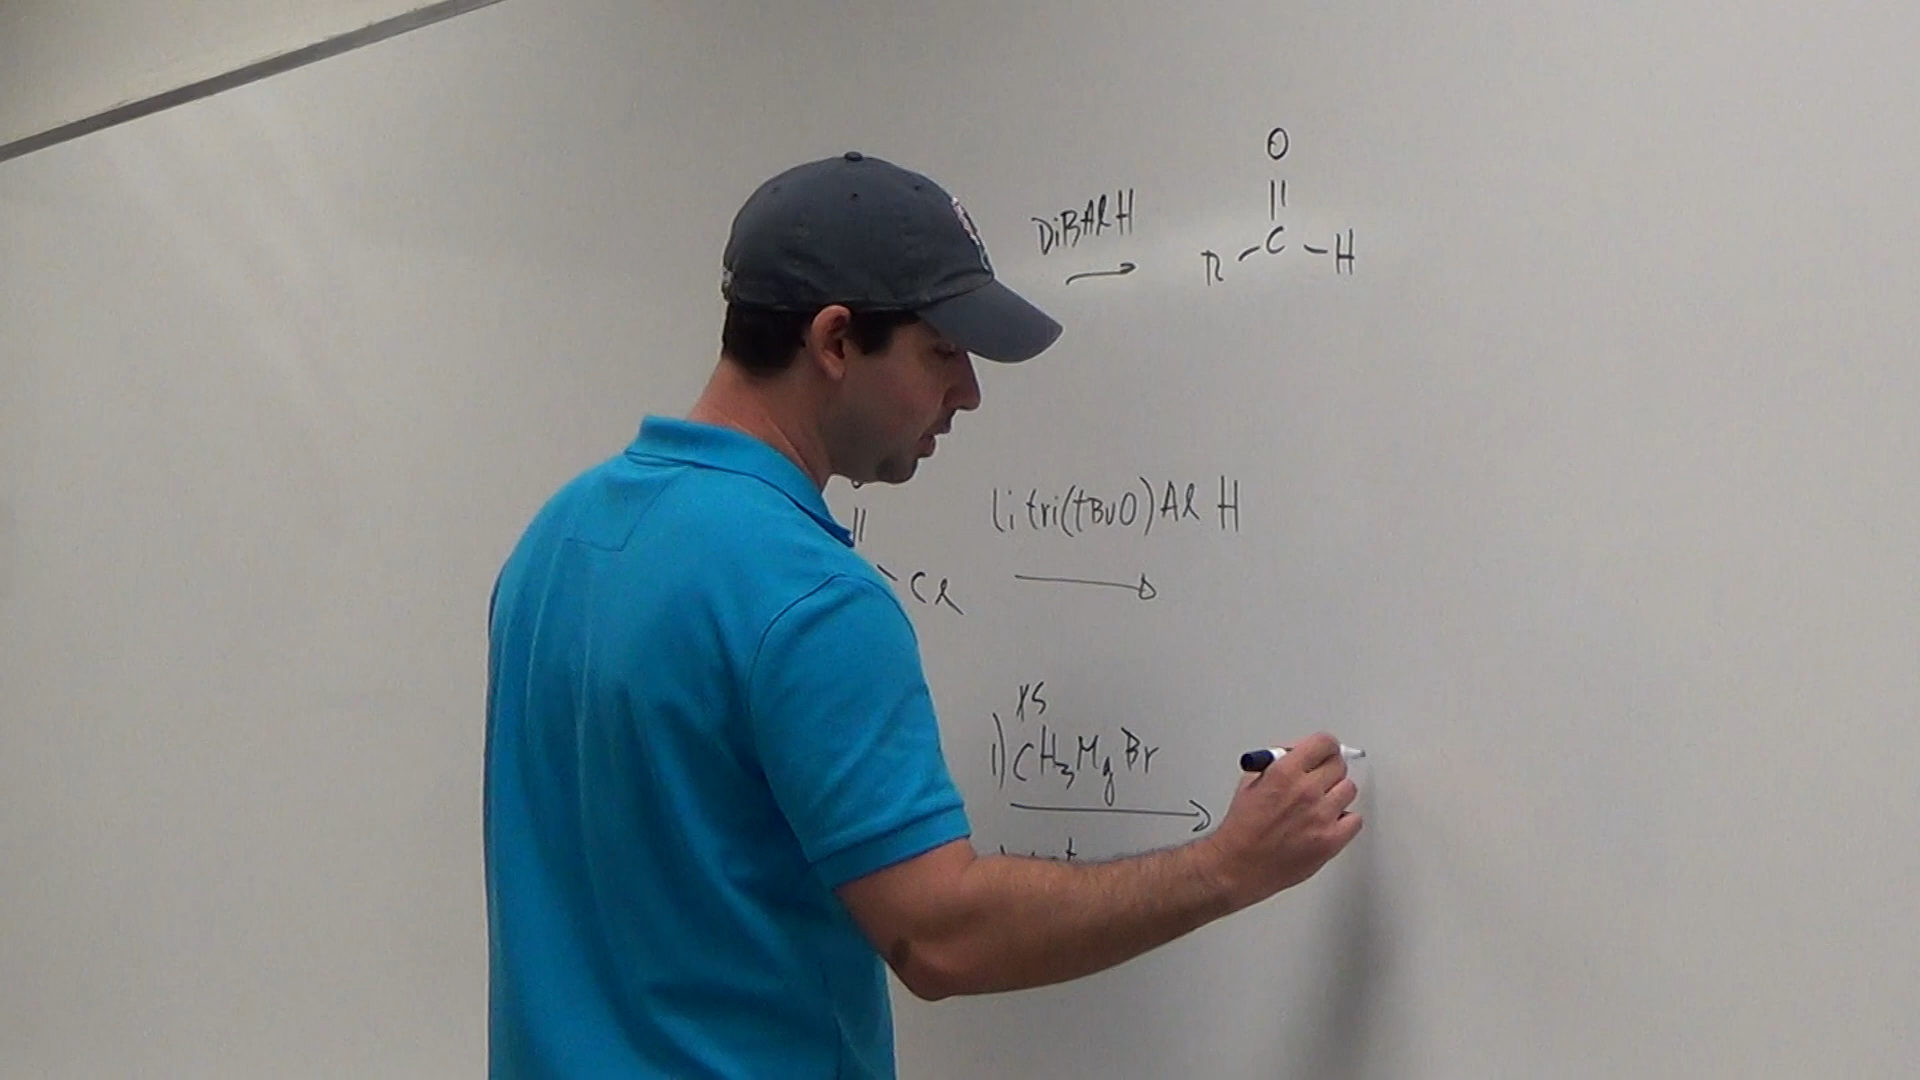 O
||
DiBAlH
R - C - H
||
Cl
li tri(tBuO)Al H
xs
1) CH3MgBr